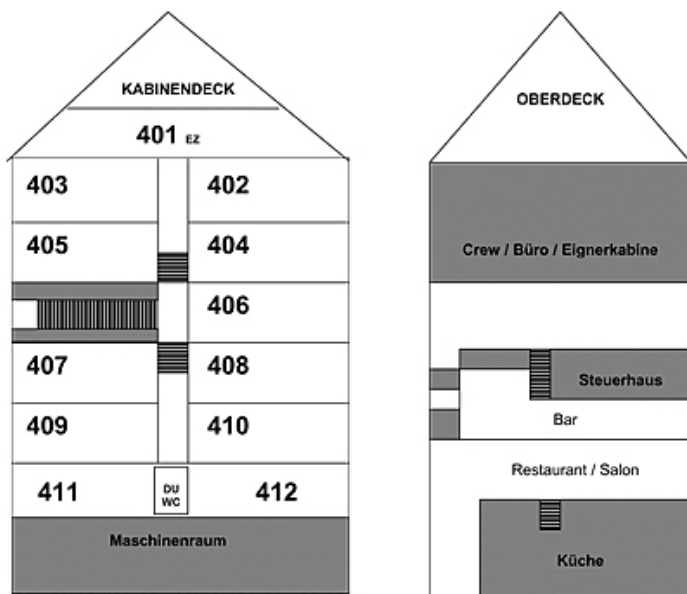 KABINENDECK
401 EZ
403 402
405 404
406
407 408
409 410
411 DU WC 412
Maschinenraum
OBERDECK
Crew / Büro / Eignerkabine
Steuerhaus
Bar
Restaurant / Salon
Küche